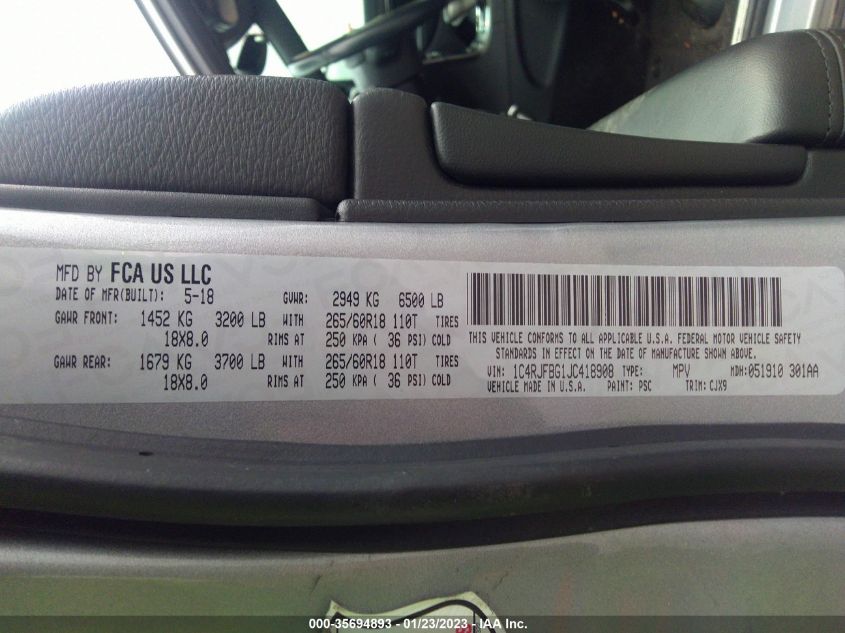 MFD BY FCA US LLC
DATE OF MFR(BUILT): 5-18 GVWR: 2949 KG 6500 LB
GAWR FRONT: 1452 KG 3200 LB WITH 265/60R18 110T TIRES
18X8.0 RIMS AT 250 KPA ( 36 PSI) COLD
GAWR REAR: 1679 KG 3700 LB WITH 265/60R18 110T TIRES
18X8.0 RIMS AT 250 KPA ( 36 PSI) COLD
THIS VEHICLE CONFORMS TO ALL APPLICABLE U.S.A. FEDERAL MOTOR VEHICLE SAFETY
STANDARDS IN EFFECT ON THE DATE OF MANUFACTURE SHOWN ABOVE.
VIN: 1C4RJFBG1JC418908 TYPE: MPV MDH: 051910 301AA
VEHICLE MADE IN U.S.A. PAINT: PSC TRIM: CJX9
000-35694893 - 01/23/2023 - IAA Inc.